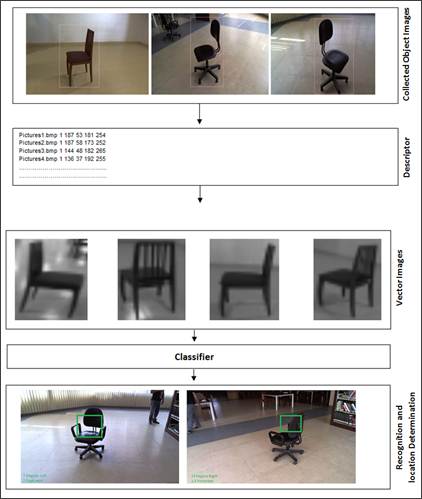 Collected Object Images
Pictures1.bmp 1 187 53 181 254
Pictures2.bmp 1 187 58 173 252
Pictures3.bmp 1 144 48 182 265
Pictures4.bmp 1 136 37 192 255
Descriptor
Vector Images
Classifier
Recognition and
location Determination